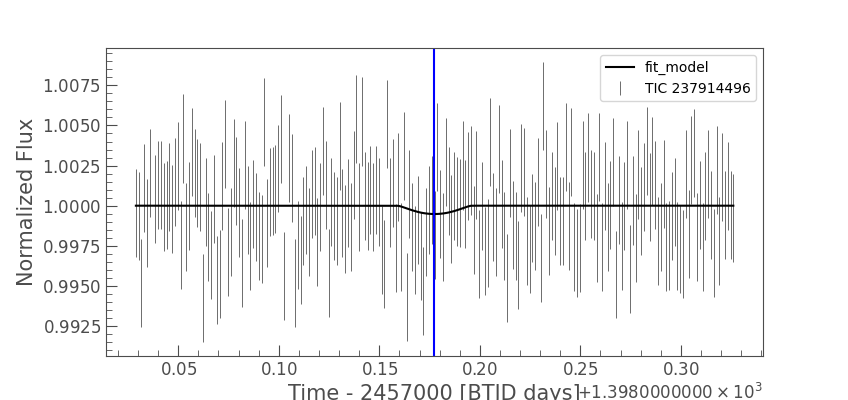 fit_model
TIC 237914496
Normalized Flux
1.0075
1.0050
1.0025
1.0000
0.9975
0.9950
0.9925
0.05 0.10 0.15 0.20 0.25 0.30
Time - 2457000 [BTJD days]
+1.3980000000 × 10³